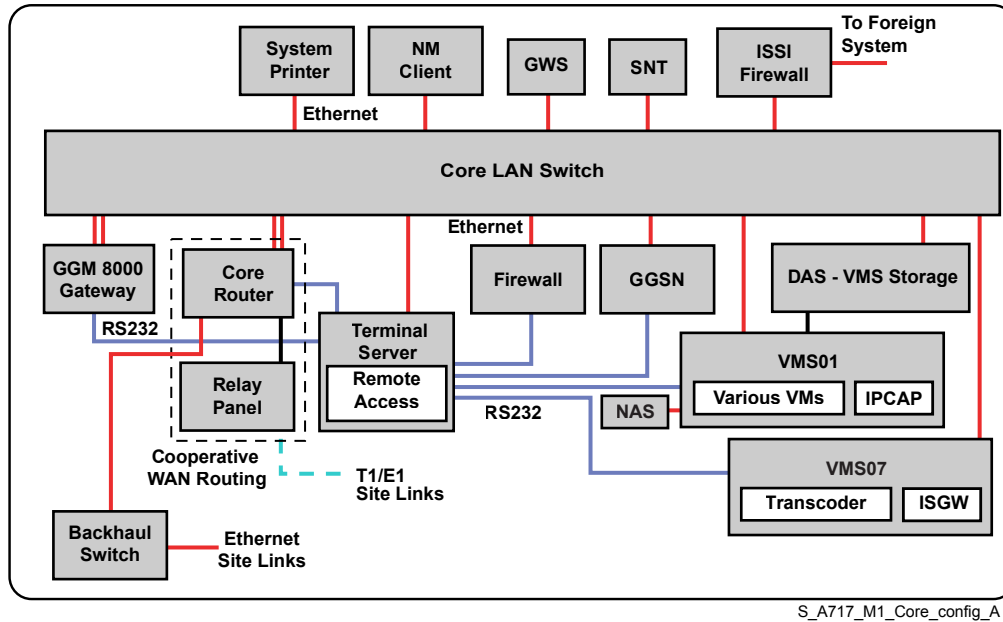 System
Printer
NM
Client
GWS
SNT
ISSI
Firewall
To Foreign
System
Ethernet
Core LAN Switch
Ethernet
GGM 8000
Gateway
Core
Router
Firewall
GGSN
DAS - VMS Storage
RS232
Terminal
Server
Remote
Access
Relay
Panel
VMS01
Various VMs
IPCAP
NAS
RS232
Cooperative
WAN Routing
T1/E1
Site Links
VMS07
Transcoder
ISGW
Backhaul
Switch
Ethernet
Site Links
S_A717_M1_Core_config_A